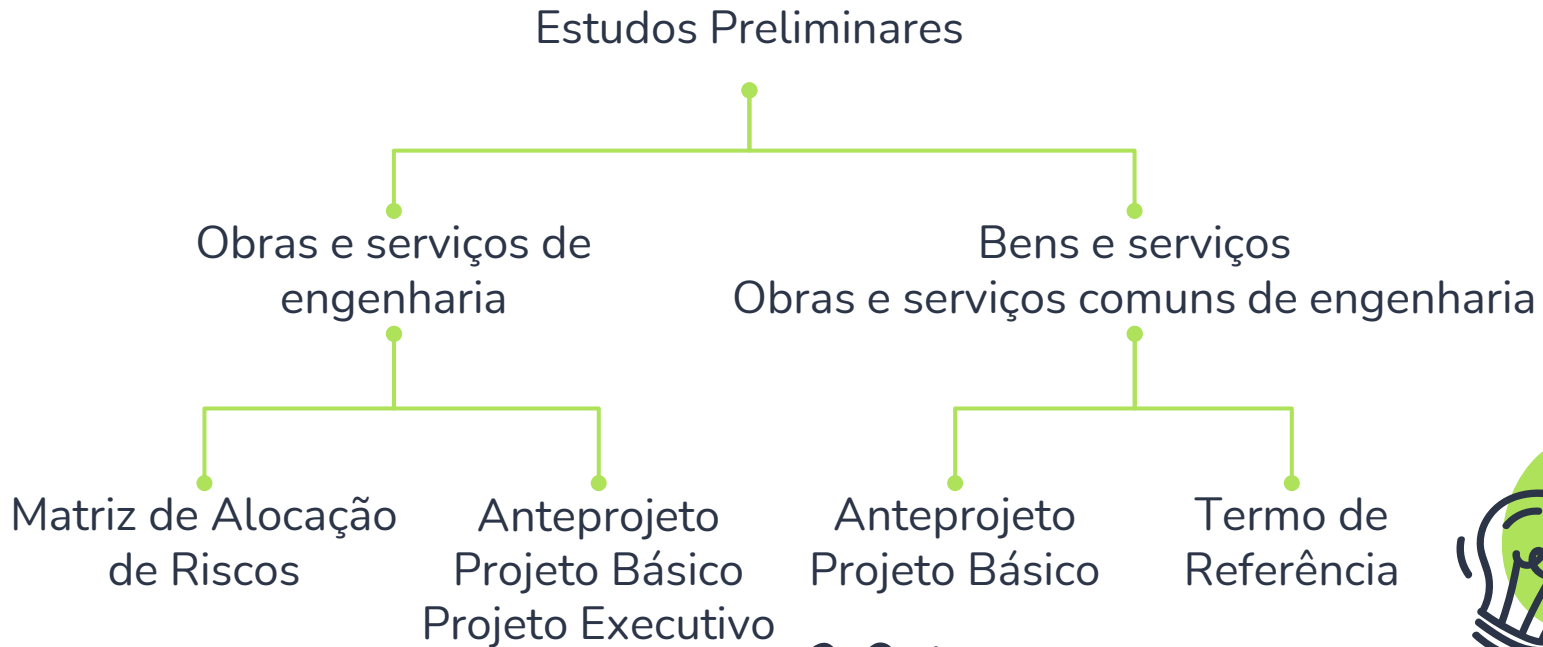 Estudos Preliminares
Obras e serviços de
engenharia
Bens e serviços
Obras e serviços comuns de engenharia
Matriz de Alocação
de Riscos
Anteprojeto
Projeto Básico
Projeto Executivo
Anteprojeto
Projeto Básico
Termo de
Referência